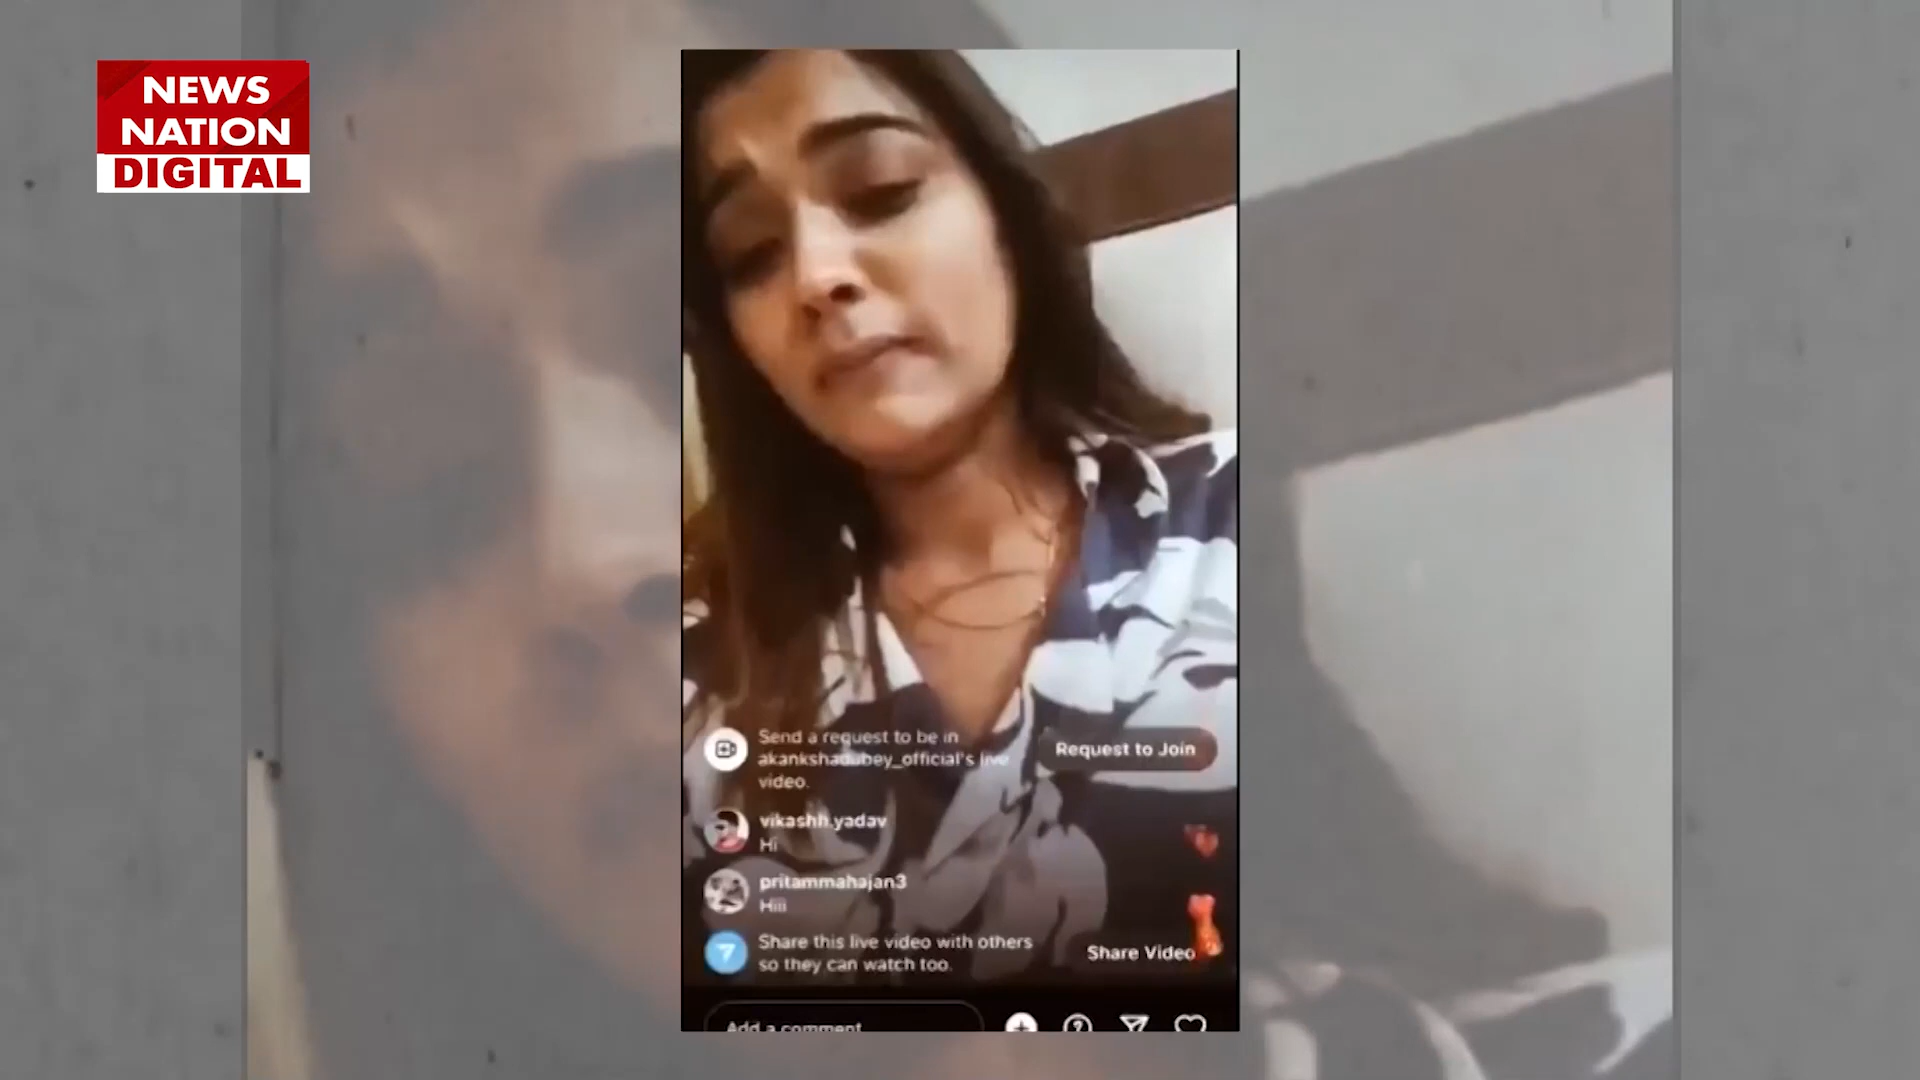 NEWS
NATION
DIGITAL
Send a request to be in
akankshadubey_official's live
video.
Request to Join
vikashh.yadav
Hi
pritammahajan3
Hiii
Share this live video with others
so they can watch too.
Share Video
Add a comment